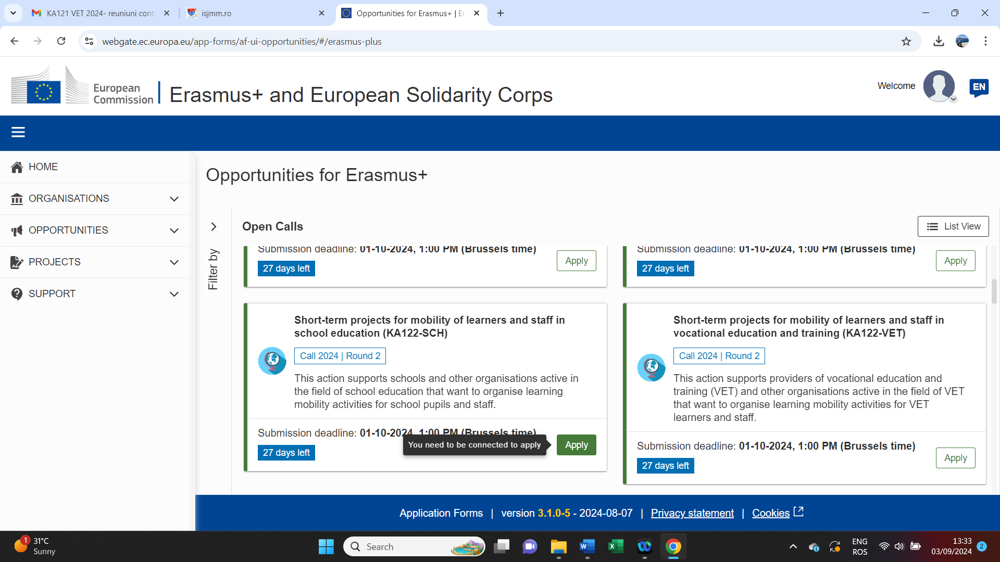 KA121 VET 2024- reuniuni cont
isjmm.ro
Opportunities for Erasmus+ | Er
webgate.ec.europa.eu/app-forms/af-ui-opportunities/#/erasmus-plus
European
Commission
Erasmus+ and European Solidarity Corps
Welcome
EN
HOME
ORGANISATIONS
OPPORTUNITIES
PROJECTS
SUPPORT
Opportunities for Erasmus+
Filter by
Open Calls
List View
Submission deadline: 01-10-2024, 1:00 PM (Brussels time)
27 days left
Apply
Submission deadline: 01-10-2024, 1:00 PM (Brussels time)
27 days left
Apply
Short-term projects for mobility of learners and staff in
school education (KA122-SCH)
Call 2024 | Round 2
This action supports schools and other organisations active in
the field of school education that want to organise learning
mobility activities for school pupils and staff.
Submission deadline: 01-10-2024, 1:00 PM (Brussels time)
27 days left
You need to be connected to apply
Apply
Short-term projects for mobility of learners and staff in
vocational education and training (KA122-VET)
Call 2024 | Round 2
This action supports providers of vocational education and
training (VET) and other organisations active in the field of VET
that want to organise learning mobility activities for VET
learners and staff.
Submission deadline: 01-10-2024, 1:00 PM (Brussels time)
27 days left
Apply
Application Forms | version 3.1.0-5 - 2024-08-07 | Privacy statement | Cookies
1
31°C
Sunny
Search
ENG
ROS
13:33
03/09/2024
2